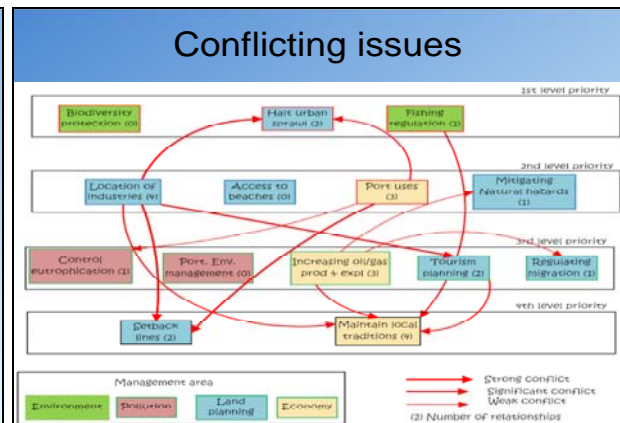 Conflicting issues
1st level priority
Biodiversity
protection (0)
Halt urban
sprawl (2)
Fishing
regulation (1)
2nd level priority
Location of
industries (4)
Access to
beaches (0)
Port uses
(3)
Mitigating
Natural hazards
(1)
3rd level priority
Control
eutrophication (1)
Port. Env.
management (0)
Increasing oil/gas
prod & expl (3)
Tourism
planning (2)
Regulating
migration (1)
4th level priority
Setback
lines (2)
Maintain local
traditions (4)
Management area
Environment
Pollution
Land
planning
Economy
Strong conflict
Significant conflict
Weak conflict
(2) Number of relationships